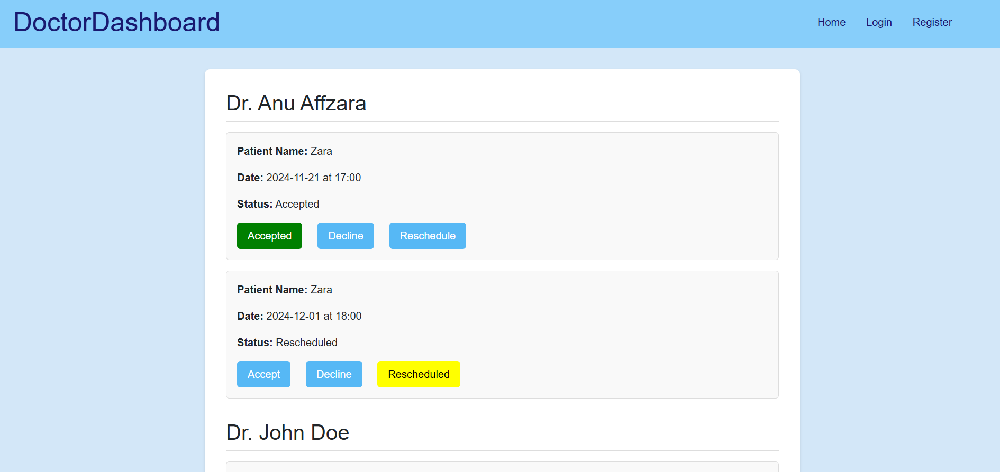 DoctorDashboard
Home Login Register
Dr. Anu Affzara
Patient Name: Zara
Date: 2024-11-21 at 17:00
Status: Accepted
Accepted Decline Reschedule
Patient Name: Zara
Date: 2024-12-01 at 18:00
Status: Rescheduled
Accept Decline Rescheduled
Dr. John Doe